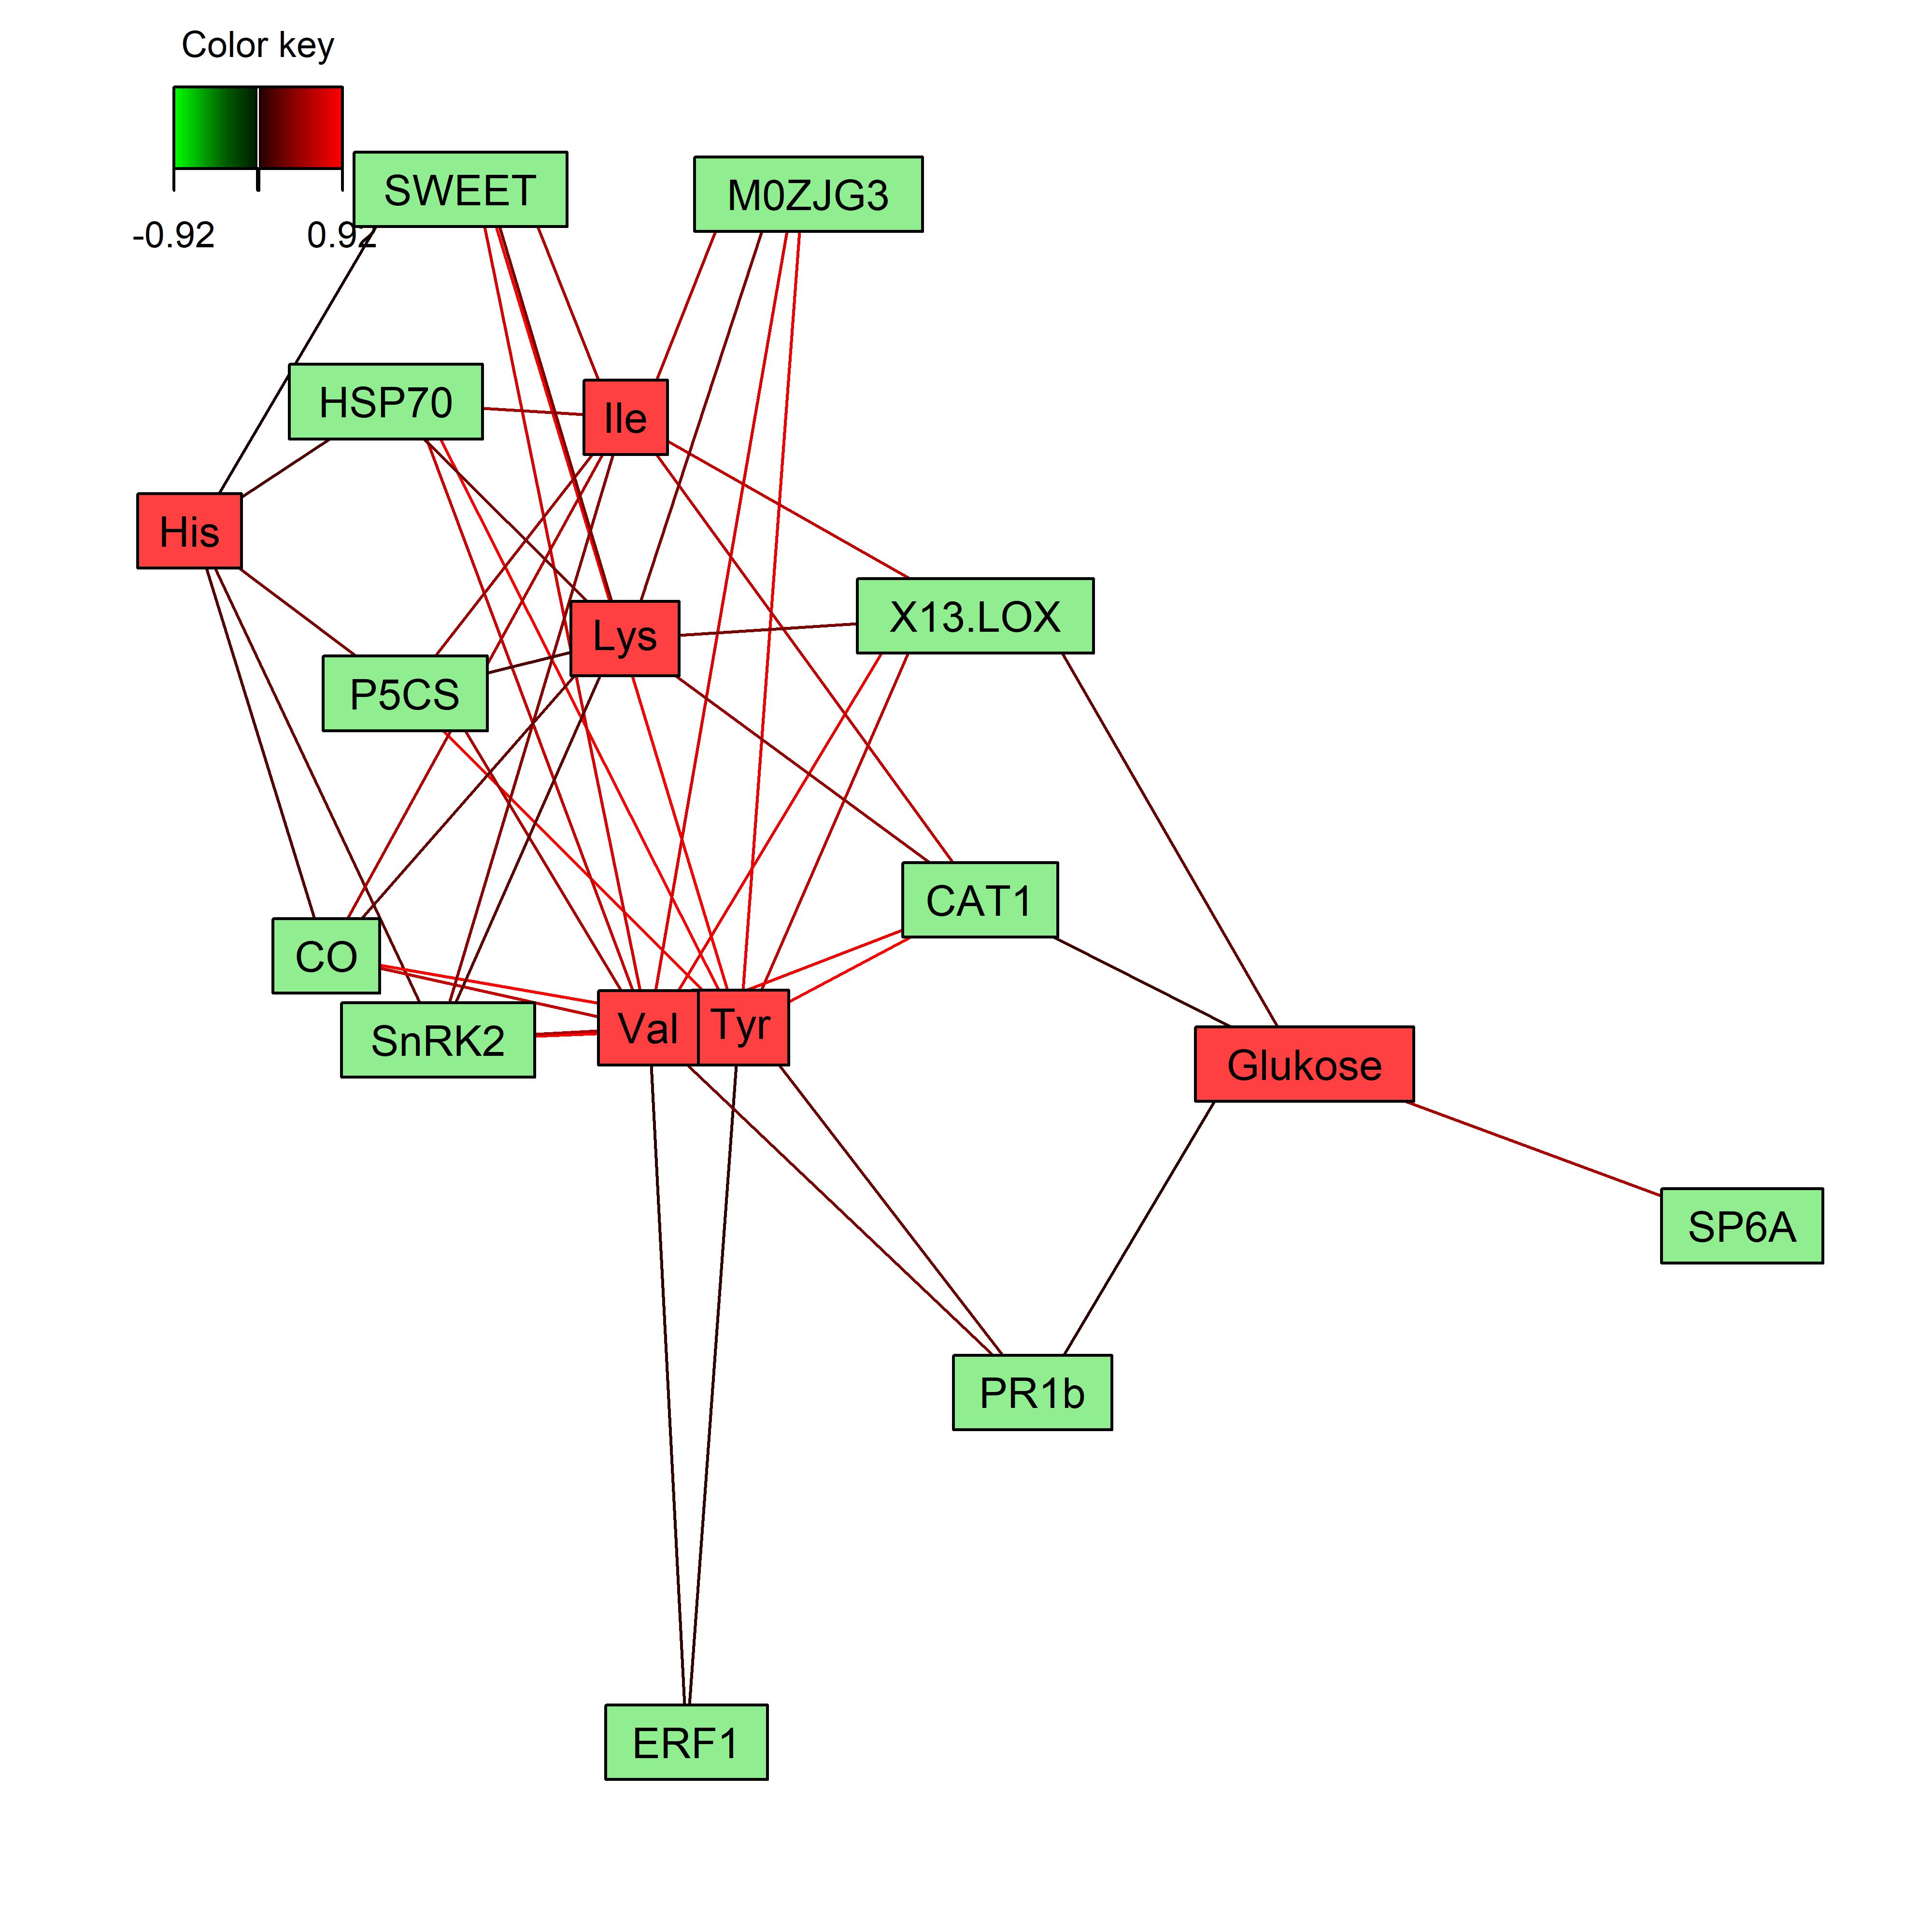 Color key
-0.92
0.92
SWEET
M0ZJG3
HSP70
Ile
His
X13.LOX
Lys
P5CS
CAT1
CO
SnRK2
Val
Tyr
Glukose
SP6A
PR1b
ERF1